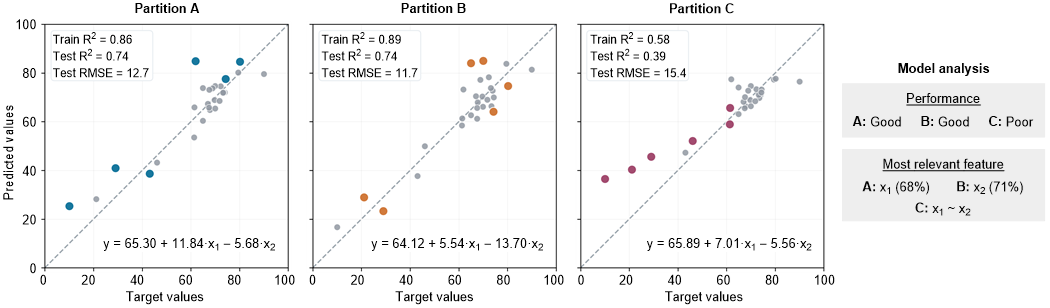 Partition A
Train R² = 0.86
Test R² = 0.74
Test RMSE = 12.7
y = 65.30 + 11.84·x₁ − 5.68·x₂
100
80
60
40
20
0
Predicted values
0 20 40 60 80 100
Target values
Partition B
Train R² = 0.89
Test R² = 0.74
Test RMSE = 11.7
y = 64.12 + 5.54·x₁ − 13.70·x₂
0 20 40 60 80 100
Target values
Partition C
Train R² = 0.58
Test R² = 0.39
Test RMSE = 15.4
y = 65.89 + 7.01·x₁ − 5.56·x₂
0 20 40 60 80 100
Target values
Model analysis
Performance
A: Good B: Good C: Poor
Most relevant feature
A: x₁ (68%) B: x₂ (71%)
C: x₁ ~ x₂